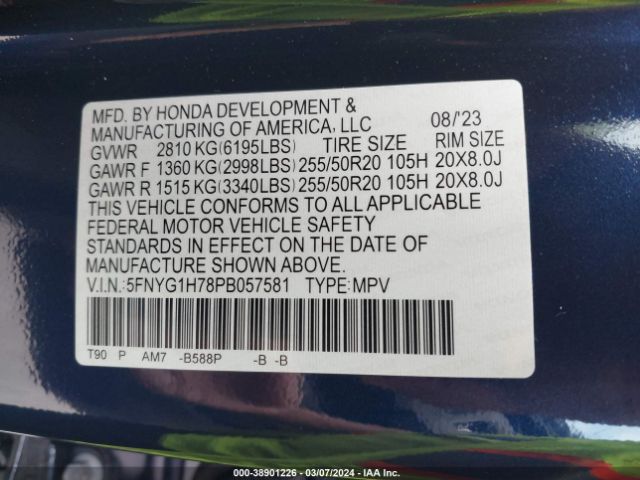 MFD. BY HONDA DEVELOPMENT &
MANUFACTURING OF AMERICA, LLC 08/'23
GVWR 2810 KG(6195LBS) TIRE SIZE RIM SIZE
GAWR F 1360 KG(2998LBS) 255/50R20 105H 20X8.0J
GAWR R 1515 KG(3340LBS) 255/50R20 105H 20X8.0J
THIS VEHICLE CONFORMS TO ALL APPLICABLE
FEDERAL MOTOR VEHICLE SAFETY
STANDARDS IN EFFECT ON THE DATE OF
MANUFACTURE SHOWN ABOVE.
V.I.N.:5FNYG1H78PB057581 TYPE:MPV
T90 P AM7 -B588P -B -B
000-38901226 - 03/07/2024 - IAA Inc.